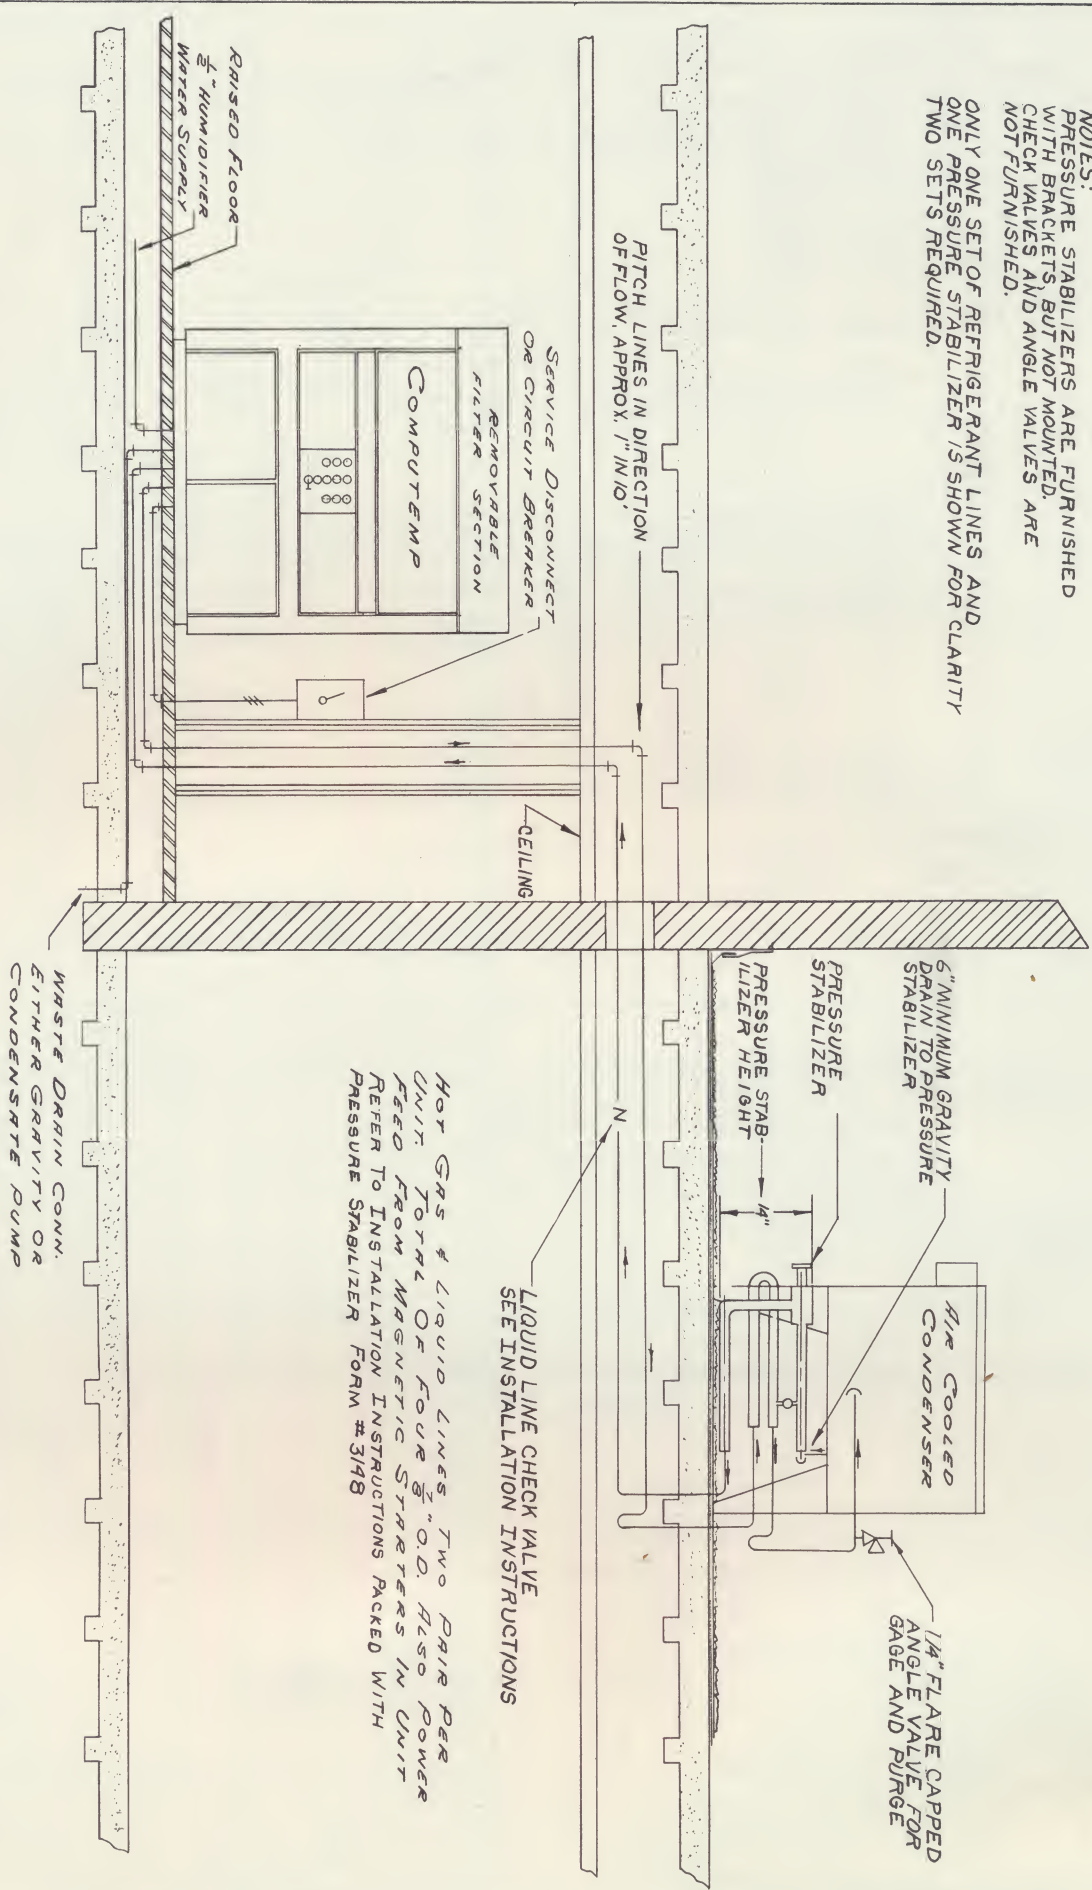 NOTES:
PRESSURE STABILIZERS ARE FURNISHED
WITH BRACKETS, BUT NOT MOUNTED.
CHECK VALVES AND ANGLE VALVES ARE
NOT FURNISHED.
ONLY ONE SET OF REFRIGERANT LINES AND
ONE PRESSURE STABILIZER IS SHOWN FOR CLARITY
TWO SETS REQUIRED.
PITCH LINES IN DIRECTION
OF FLOW, APPROX. 1" IN 10'
SERVICE DISCONNECT
OR CIRCUIT BREAKER
REMOVABLE
FILTER SECTION
COMPUTEMP
RAISED FLOOR
1/2" HUMIDIFIER
WATER SUPPLY
CEILING
6" MINIMUM GRAVITY
DRAIN TO PRESSURE
STABILIZER
PRESSURE
STABILIZER
PRESSURE STAB-
ILIZER HEIGHT
14"
AIR COOLED
CONDENSER
1/4" FLARE CAPPED
ANGLE VALVE FOR
GAGE AND PURGE
N
LIQUID LINE CHECK VALVE
SEE INSTALLATION INSTRUCTIONS
HOT GAS & LIQUID LINES TWO PAIR PER
UNIT. TOTAL OF FOUR 7/8" O.D. ALSO POWER
FEED FROM MAGNETIC STARTERS IN UNIT
REFER TO INSTALLATION INSTRUCTIONS PACKED WITH
PRESSURE STABILIZER FORM #3148
WASTE DRAIN CONN.
EITHER GRAVITY OR
CONDENSATE PUMP